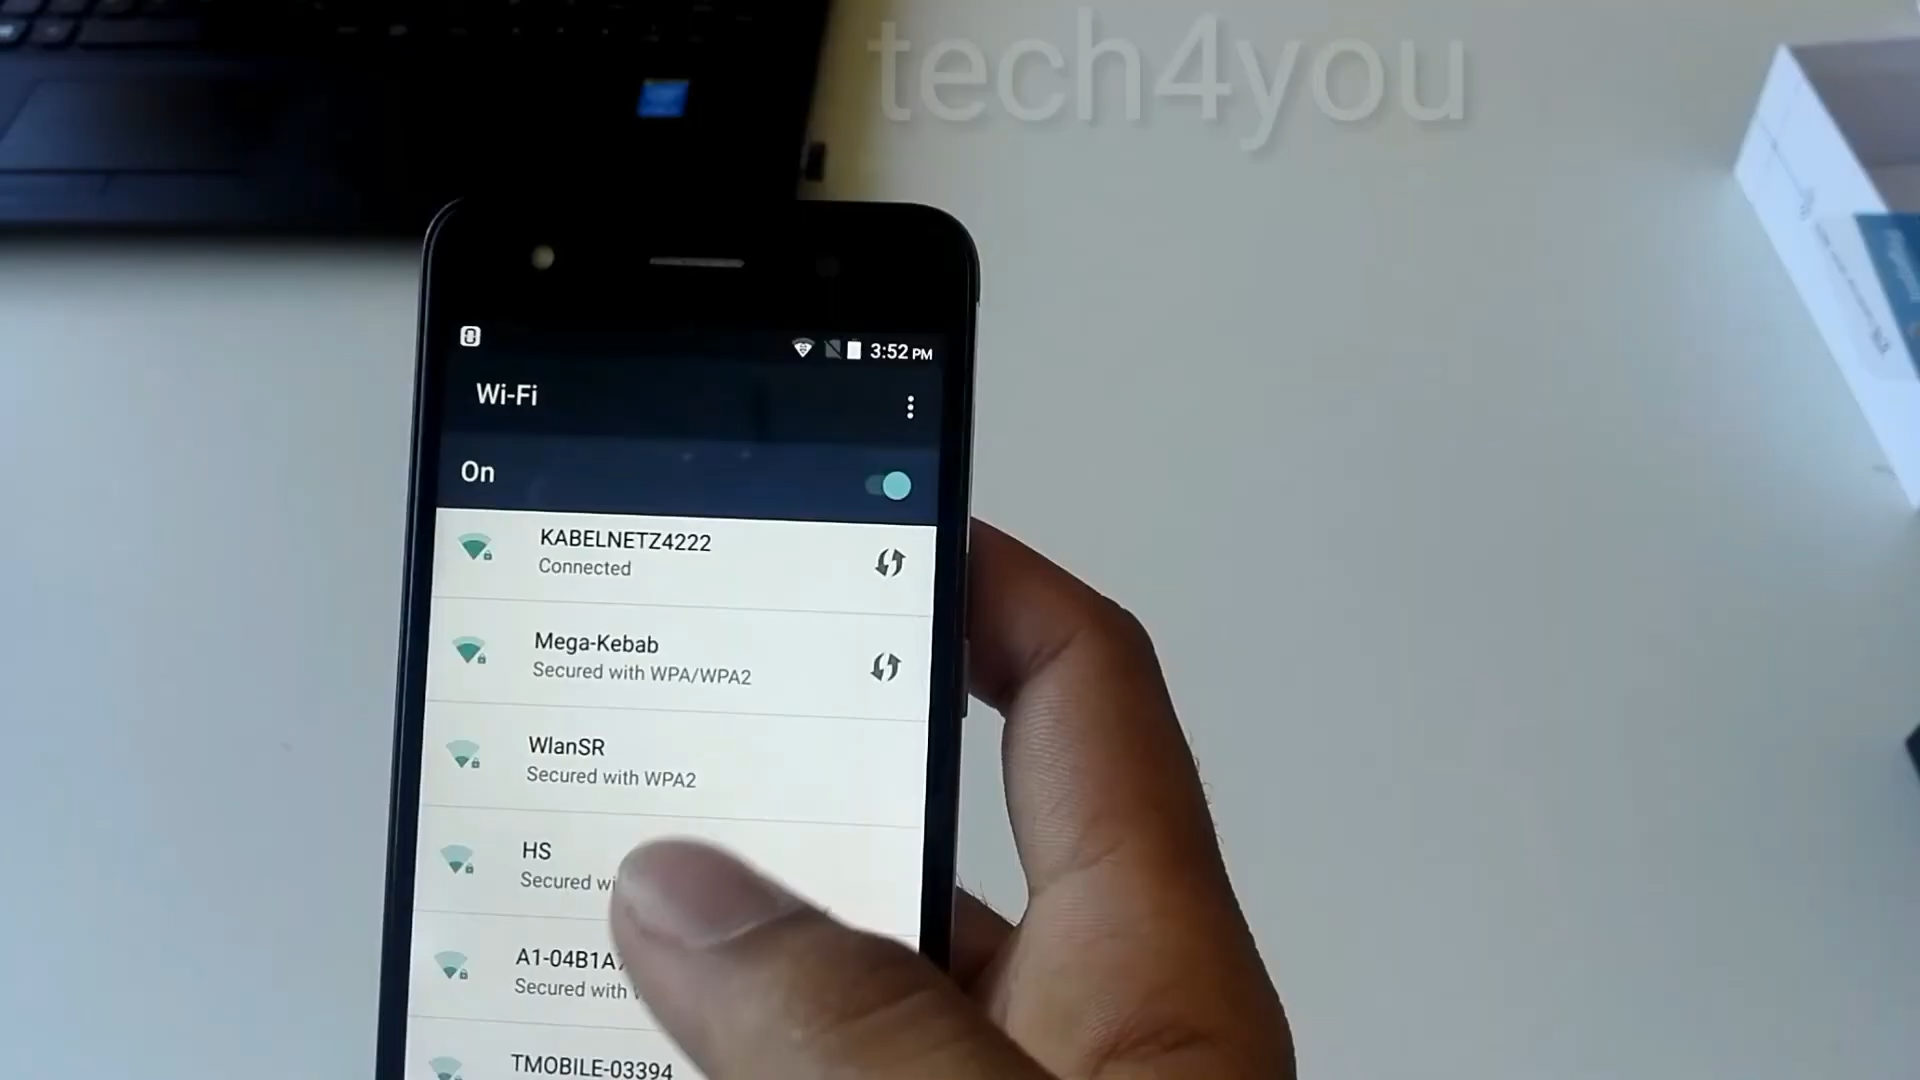 tech4you
3:52 PM
Wi-Fi
On
KABELNETZ4222
Connected
Mega-Kebab
Secured with WPA/WPA2
WlanSR
Secured with WPA2
HS
Secured
A1-04B1A
Secured with
TMOBILE-03394